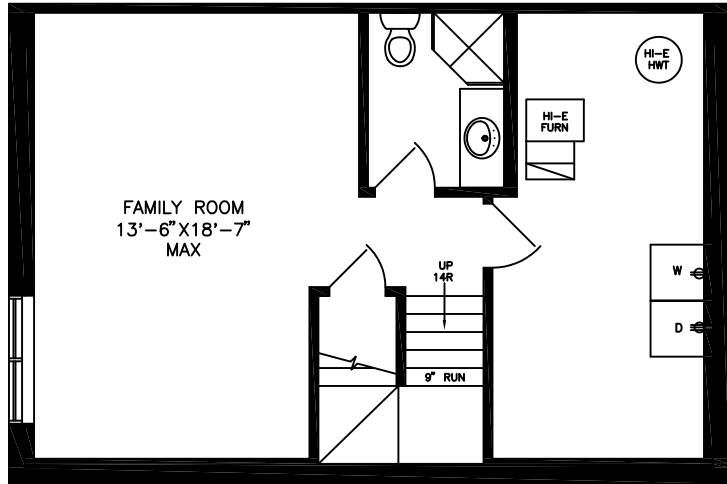 HI-E
HWT
HI-E
FURN
FAMILY ROOM
13'-6"X18'-7"
MAX
UP
14R
W
D
9" RUN